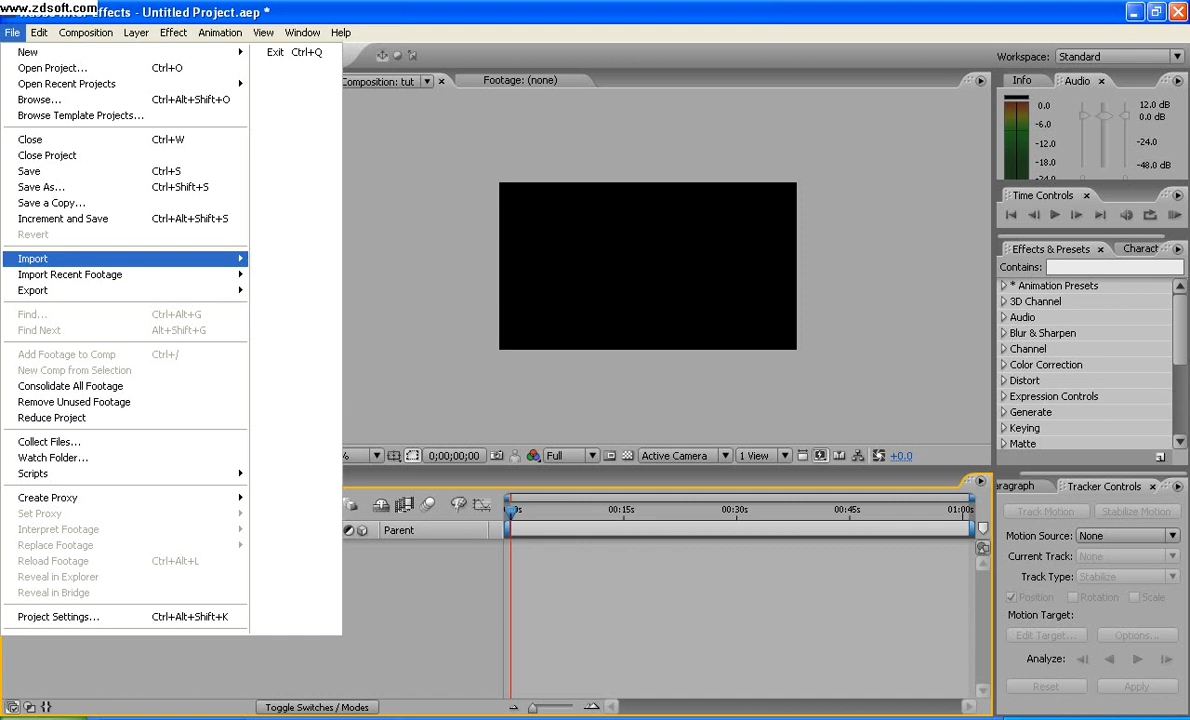 www.zdsoft.com
Effects - Untitled Project.aep *
File Edit Composition Layer Effect Animation View Window Help
New
Open Project... Ctrl+O
Open Recent Projects
Browse... Ctrl+Alt+Shift+O
Browse Template Projects...
Close Ctrl+W
Close Project
Save Ctrl+S
Save As... Ctrl+Shift+S
Save a Copy...
Increment and Save Ctrl+Alt+Shift+S
Revert
Import
Import Recent Footage
Export
Find... Ctrl+Alt+G
Find Next Alt+Shift+G
Add Footage to Comp Ctrl+/
New Comp from Selection
Consolidate All Footage
Remove Unused Footage
Reduce Project
Collect Files...
Watch Folder...
Scripts
Create Proxy
Set Proxy
Interpret Footage
Replace Footage
Reload Footage Ctrl+Alt+L
Reveal in Explorer
Reveal in Bridge
Project Settings... Ctrl+Alt+Shift+K
Exit Ctrl+Q
Composition: tut
Footage: (none)
% 0;00;00;00 Full Active Camera 1 View +0.0
Parent
00:15s 00:30s 00:45s 01:00s
Toggle Switches / Modes
Workspace: Standard
Info Audio
0.0
-6.0
-12.0
-18.0
-24.0
12.0 dB
0.0 dB
-24.0
-48.0 dB
Time Controls
Effects & Presets Charact
Contains:
* Animation Presets
3D Channel
Audio
Blur & Sharpen
Channel
Color Correction
Distort
Expression Controls
Generate
Keying
Matte
aragraph Tracker Controls
Track Motion Stabilize Motion
Motion Source: None
Current Track: None
Track Type: Stabilize
Position Rotation Scale
Motion Target:
Edit Target... Options...
Analyze:
Reset Apply